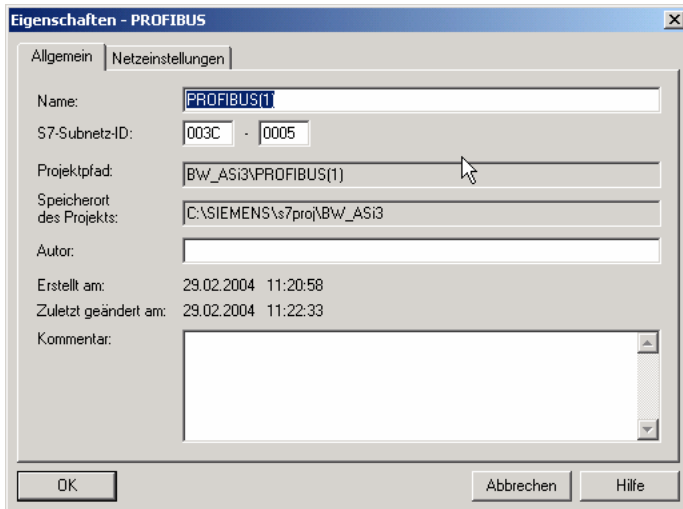 Eigenschaften - PROFIBUS
Allgemein Netzeinstellungen
Name: PROFIBUS(1)
S7-Subnetz-ID: 003C - 0005
Projektpfad: BW_ASi3\PROFIBUS(1)
Speicherort
des Projekts: C:\SIEMENS\s7proj\BW_ASi3
Autor:
Erstellt am: 29.02.2004 11:20:58
Zuletzt geändert am: 29.02.2004 11:22:33
Kommentar:
OK Abbrechen Hilfe